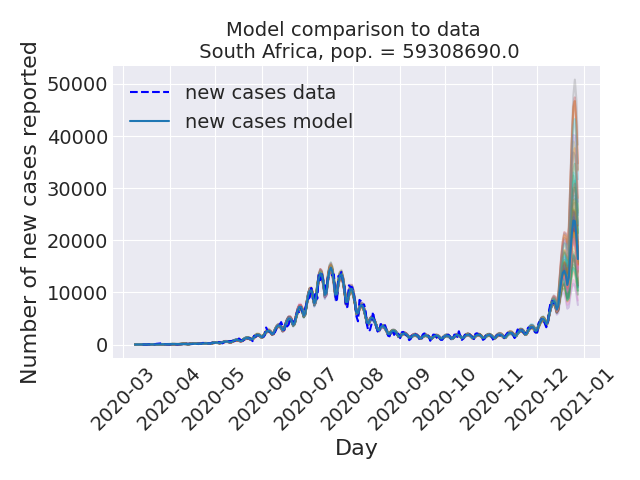 Model comparison to data
South Africa, pop. = 59308690.0
Number of new cases reported
50000
40000
30000
20000
10000
0
new cases data
new cases model
2020-03
2020-04
2020-05
2020-06
2020-07
2020-08
2020-09
2020-10
2020-11
2020-12
2021-01
Day